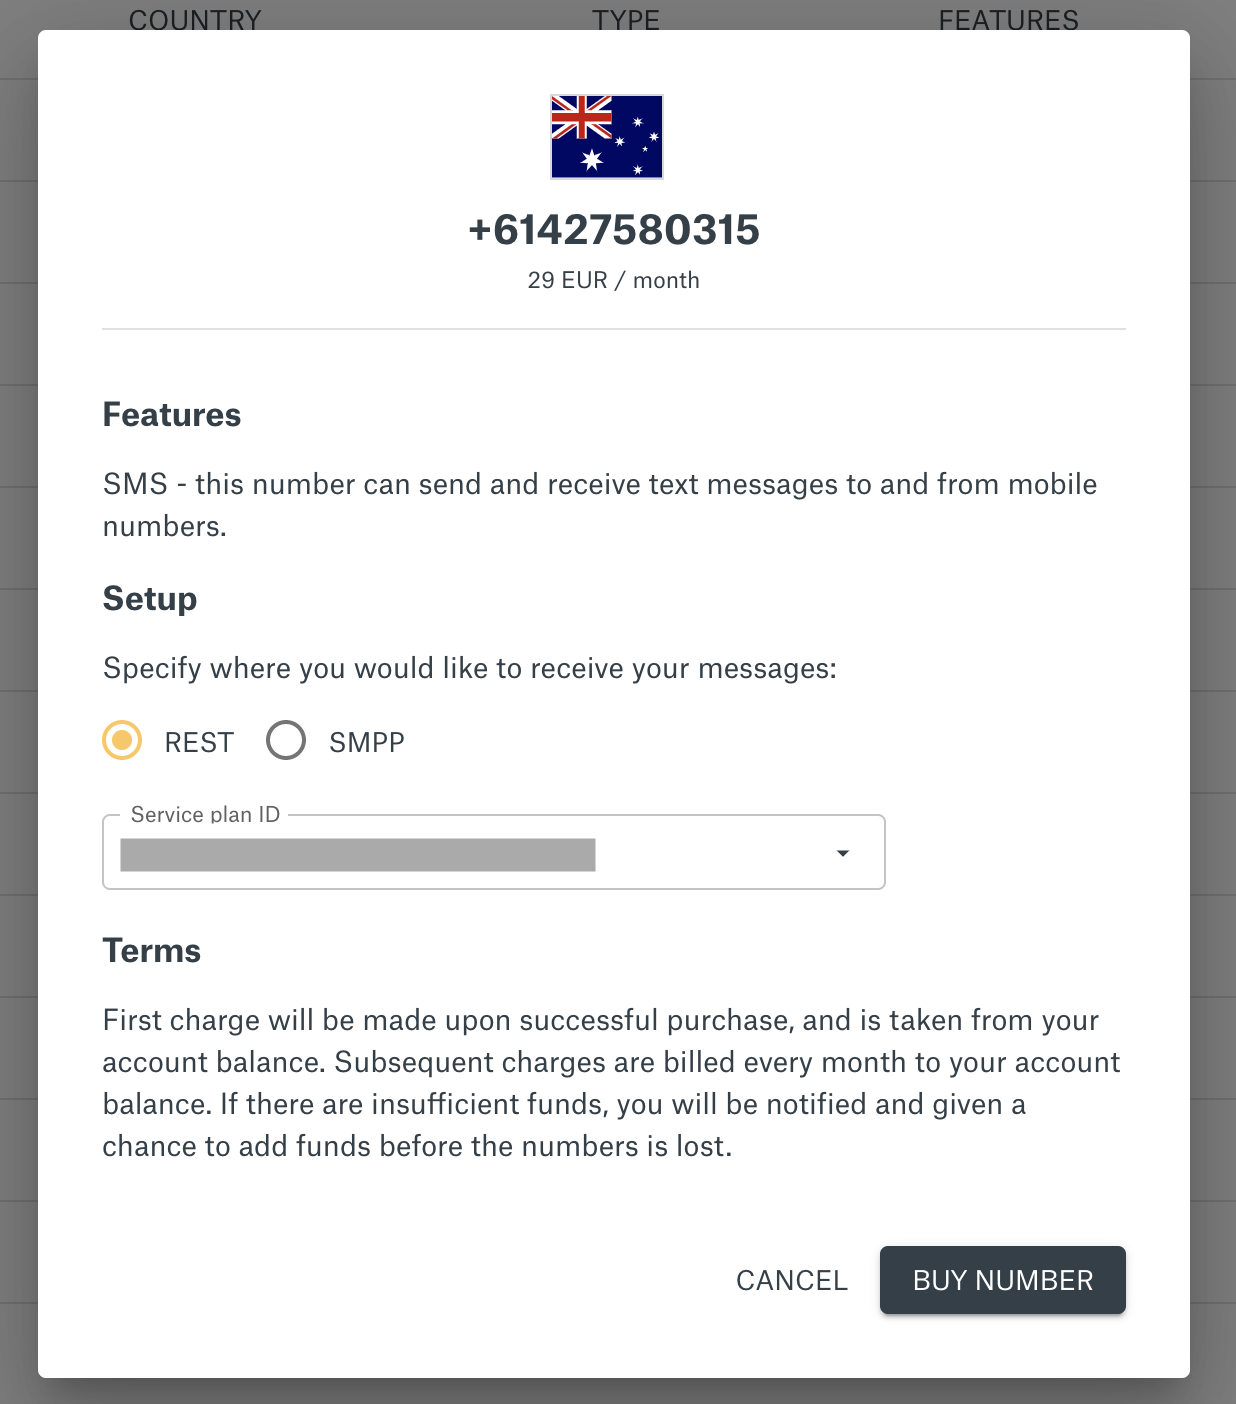 COUNTRY TYPE FEATURES
+61427580315
29 EUR / month
Features
SMS - this number can send and receive text messages to and from mobile
numbers.
Setup
Specify where you would like to receive your messages:
REST SMPP
Service plan ID
Terms
First charge will be made upon successful purchase, and is taken from your
account balance. Subsequent charges are billed every month to your account
balance. If there are insufficient funds, you will be notified and given a
chance to add funds before the numbers is lost.
CANCEL BUY NUMBER